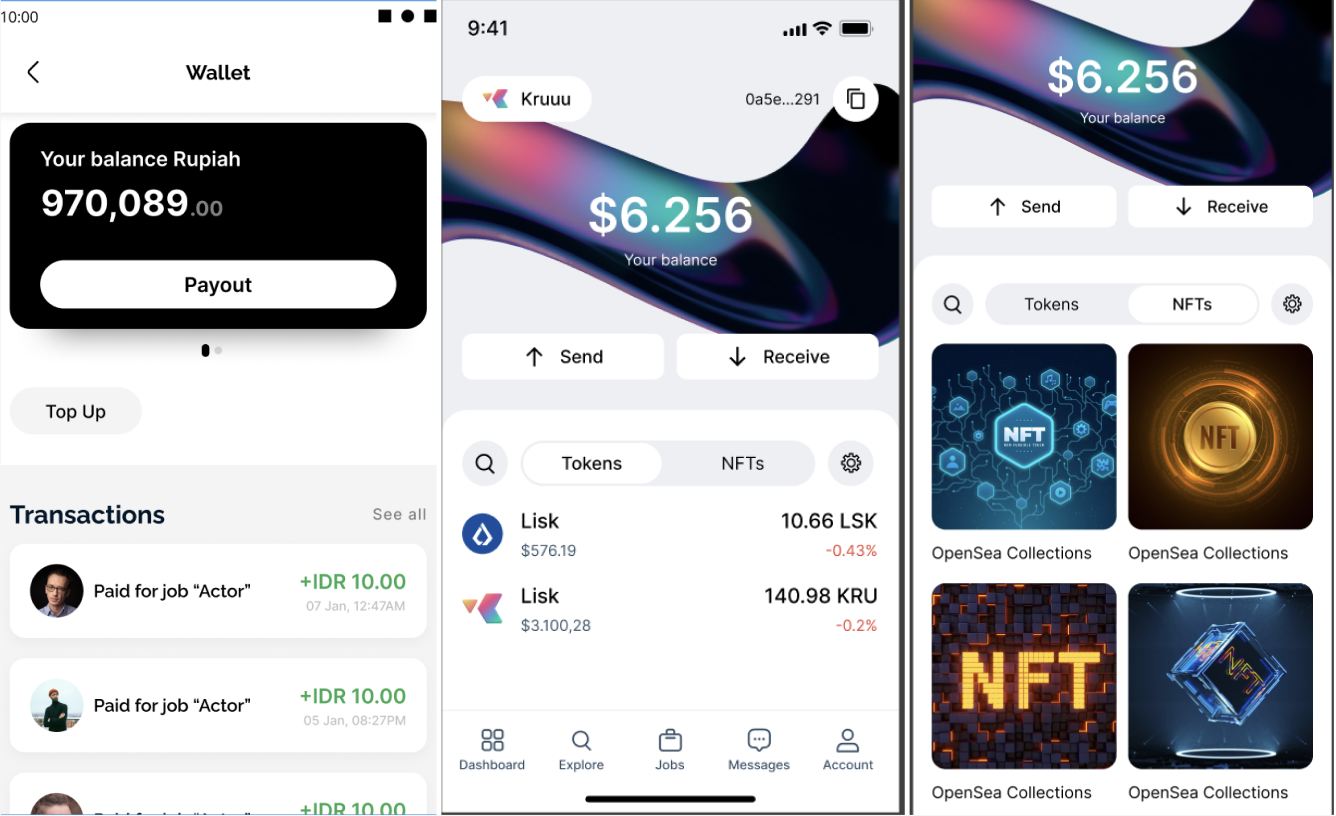 10:00
Wallet
Your balance Rupiah
970,089.00
Payout
Top Up
Transactions
See all
Paid for job “Actor”
+IDR 10.00
07 Jan, 12:47AM
Paid for job “Actor”
+IDR 10.00
05 Jan, 08:27PM
+IDR 10.00
9:41
Kruuu
0a5e...291
$6.256
Your balance
Send
Receive
Tokens
NFTs
Lisk
10.66 LSK
$576.19
-0.43%
Lisk
140.98 KRU
$3.100,28
-0.2%
Dashboard
Explore
Jobs
Messages
Account
$6.256
Your balance
Send
Receive
Tokens
NFTs
NFT
NFT
OpenSea Collections
OpenSea Collections
NFT
NFT
OpenSea Collections
OpenSea Collections